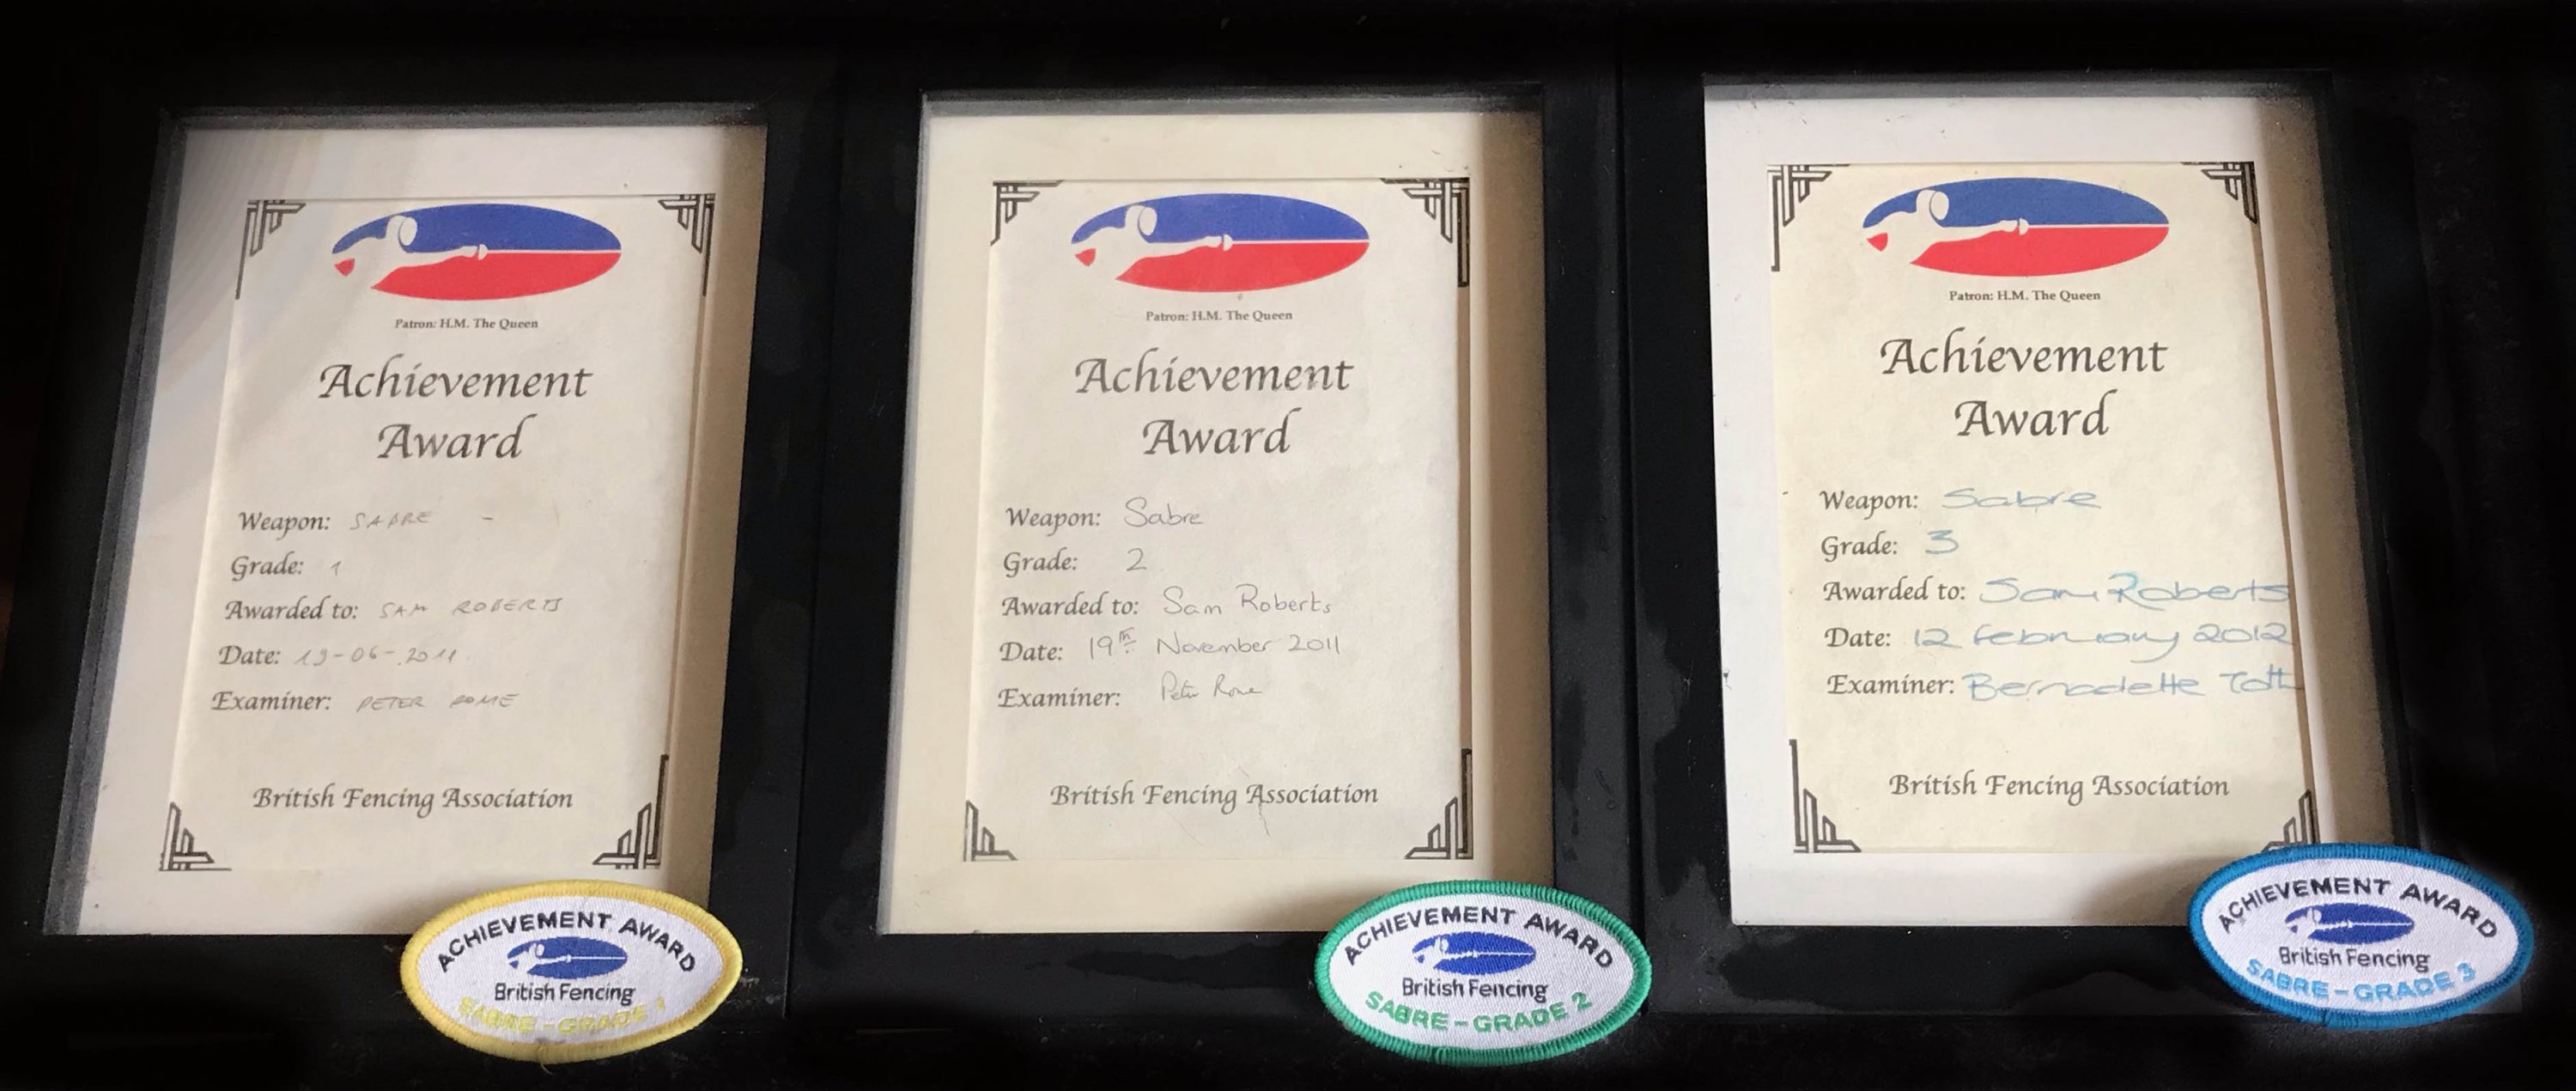 Patron: H.M. The Queen
Achievement
Award
Weapon: SABRE -
Grade: 1
Awarded to: SAM ROBERTS
Date: 19-06-2011
Examiner: PETER ROME
British Fencing Association
ACHIEVEMENT AWARD
British Fencing
SABRE - GRADE 1
Patron: H.M. The Queen
Achievement
Award
Weapon: Sabre
Grade: 2
Awarded to: Sam Roberts
Date: 19th November 2011
Examiner: Peter Rome
British Fencing Association
ACHIEVEMENT AWARD
British Fencing
SABRE - GRADE 2
Patron: H.M. The Queen
Achievement
Award
Weapon: Sabre
Grade: 3
Awarded to: Sam Roberts
Date: 12 February 2012
Examiner: Bernadette Toth
British Fencing Association
ACHIEVEMENT AWARD
British Fencing
SABRE - GRADE 3